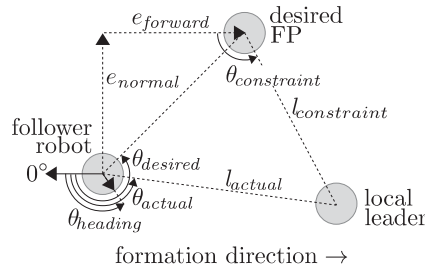 e_forward
desired
FP
e_normal
θ_constraint
l_constraint
follower
robot
0°
θ_desired
l_actual
θ_actual
local
leader
θ_heading
formation direction →